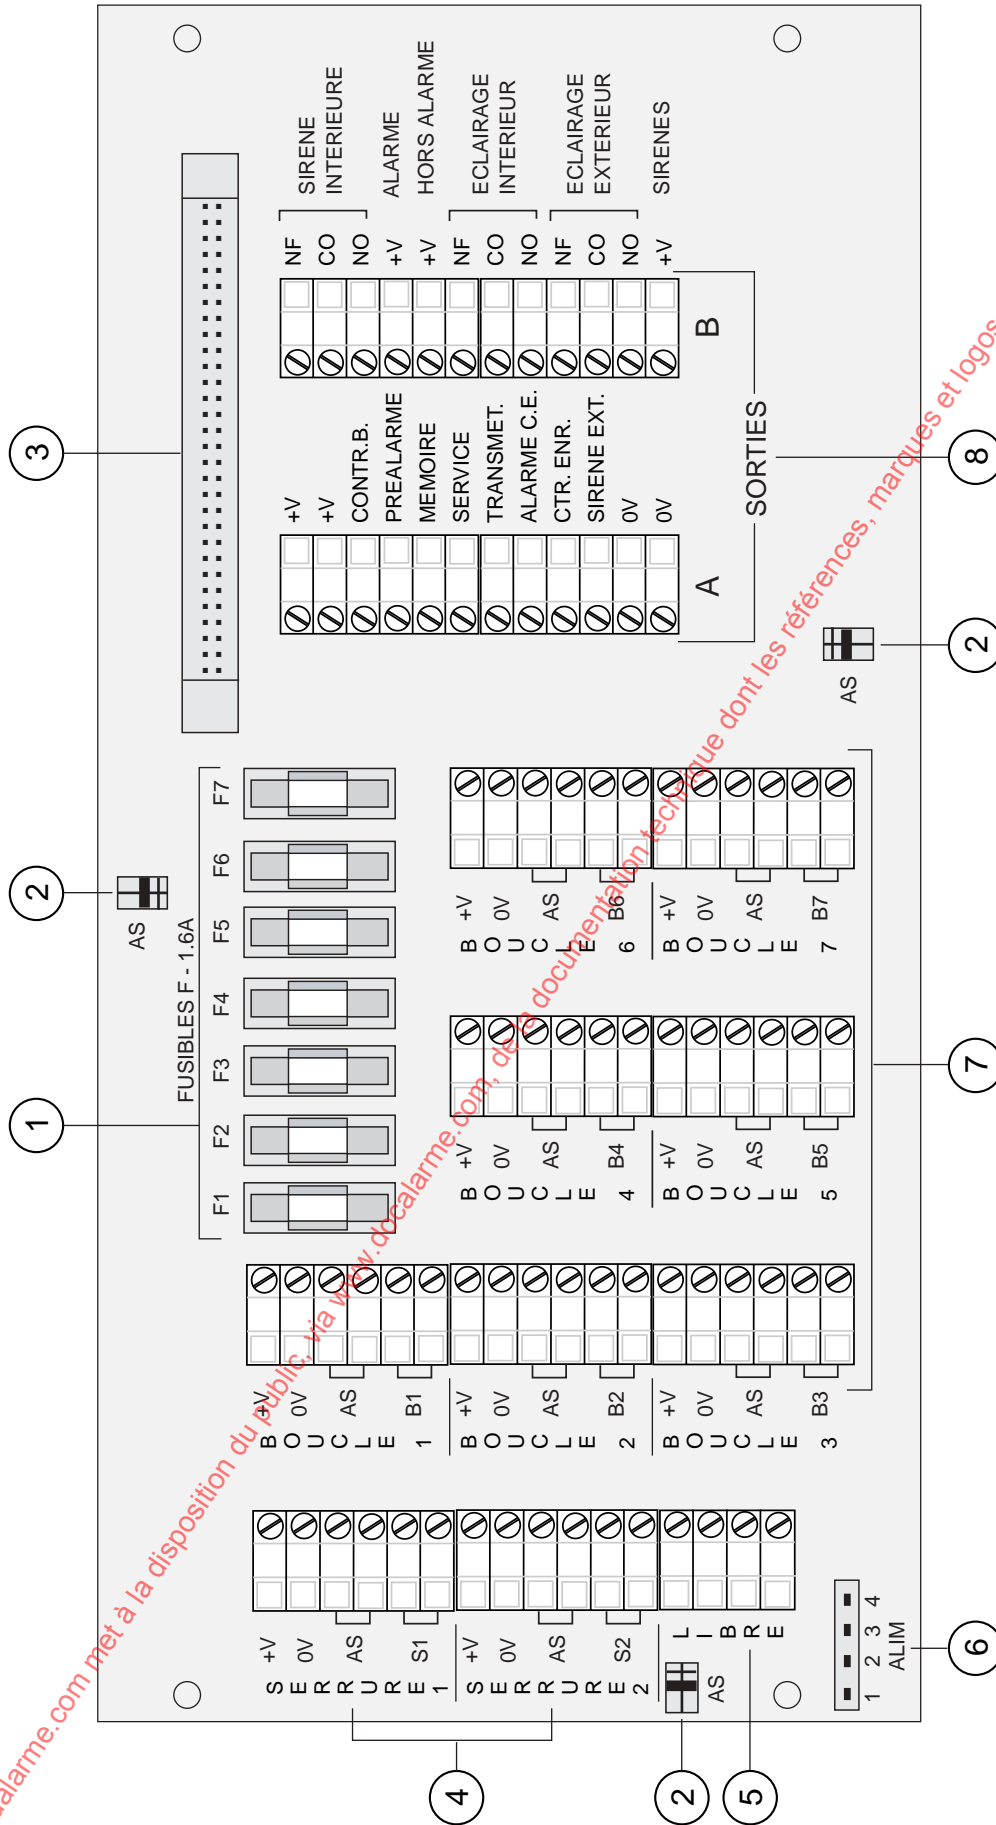 3
NF
CO
NO
+V
+V
NF
CO
NO
NF
CO
NO
+V
SIRENE
INTERIEURE
ALARME
HORS ALARME
ECLAIRAGE
INTERIEUR
ECLAIRAGE
EXTERIEUR
SIRENES
B
+V
+V
CONTR.B.
PREALARME
MEMOIRE
SERVICE
TRANSMET.
ALARME C.E.
CTR. ENR.
SIRENE EXT.
0V
0V
A
SORTIES
8
2
AS
2
AS
1
FUSIBLES F - 1.6A
F1
F2
F3
F4
F5
F6
F7
+V
0V
AS
B6
BOUCLE 6
+V
0V
AS
B7
BOUCLE 7
+V
0V
AS
B4
BOUCLE 4
+V
0V
AS
B5
BOUCLE 5
7
+V
0V
AS
B1
BOUCLE 1
+V
0V
AS
B2
BOUCLE 2
+V
0V
AS
B3
BOUCLE 3
+V
0V
AS
S1
SERRURE 1
+V
0V
AS
S2
SERRURE 2
LIBRE
4
AS
2
5
1 2 3 4
ALIM
6
alarme.com met à la disposition du public, via www.docalarme.com, de la documentation technique dont les références, marques et logos